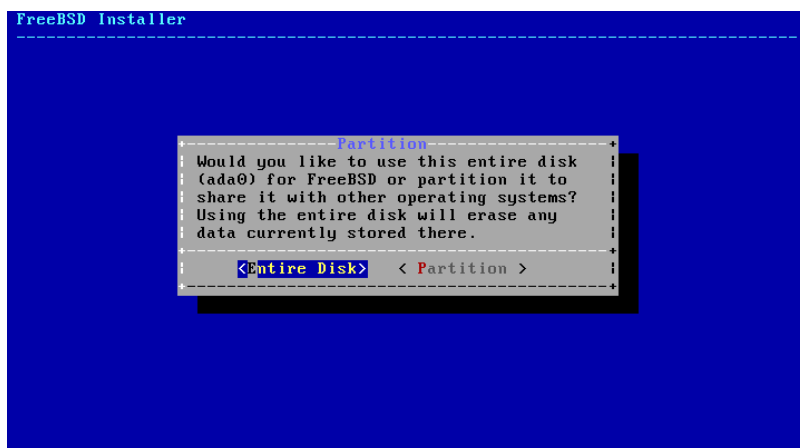 FreeBSD Installer
Partition
Would you like to use this entire disk
(ada0) for FreeBSD or partition it to
share it with other operating systems?
Using the entire disk will erase any
data currently stored there.
<Entire Disk> < Partition >